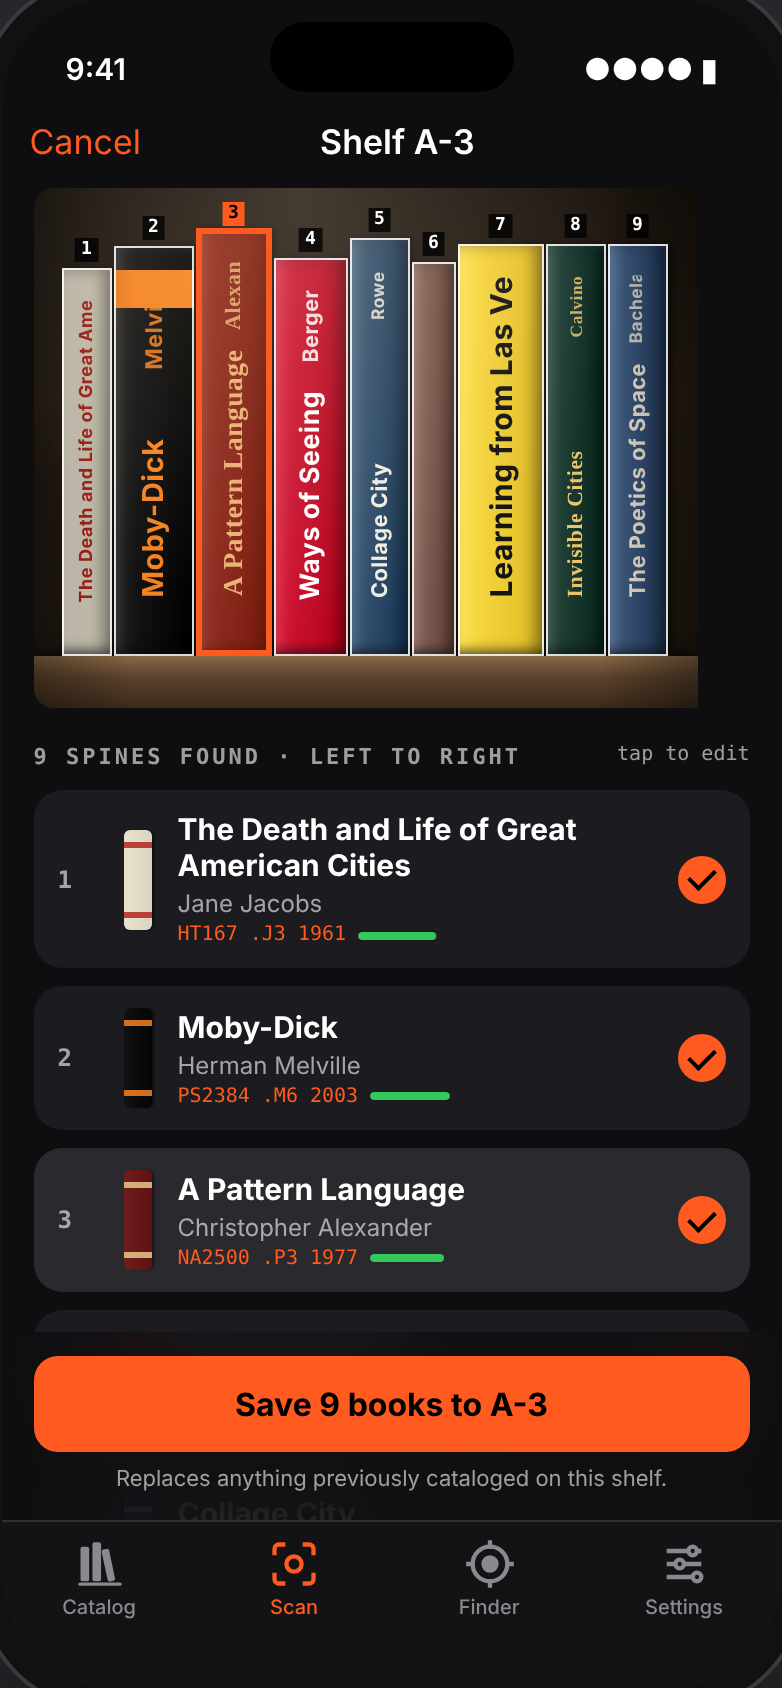 9:41
Cancel
Shelf A-3
1
2
3
4
5
6
7
8
9
The Death and Life of Great Ame
Moby-Dick Melvi
A Pattern Language Alexan
Ways of Seeing Berger
Collage City Rowe
Learning from Las Ve
Invisible Cities Calvino
The Poetics of Space Bachela
9 SPINES FOUND · LEFT TO RIGHT
tap to edit
1
The Death and Life of Great
American Cities
Jane Jacobs
HT167 .J3 1961
2
Moby-Dick
Herman Melville
PS2384 .M6 2003
3
A Pattern Language
Christopher Alexander
NA2500 .P3 1977
Save 9 books to A-3
Replaces anything previously cataloged on this shelf.
Collage City
Catalog
Scan
Finder
Settings